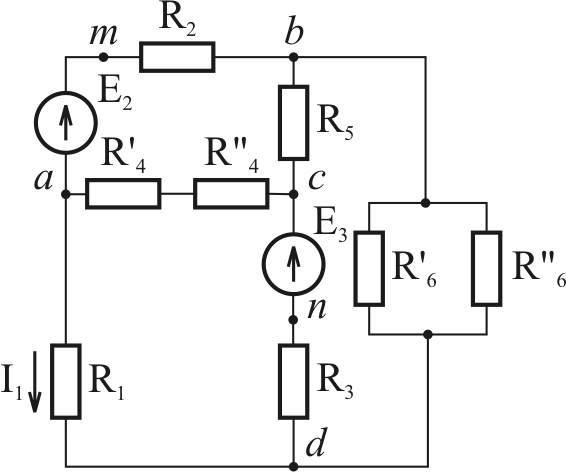 R₂
m
b
E₂
R₅
R'₄
R"₄
a
c
E₃
R'₆
R"₆
n
I₁
R₁
R₃
d